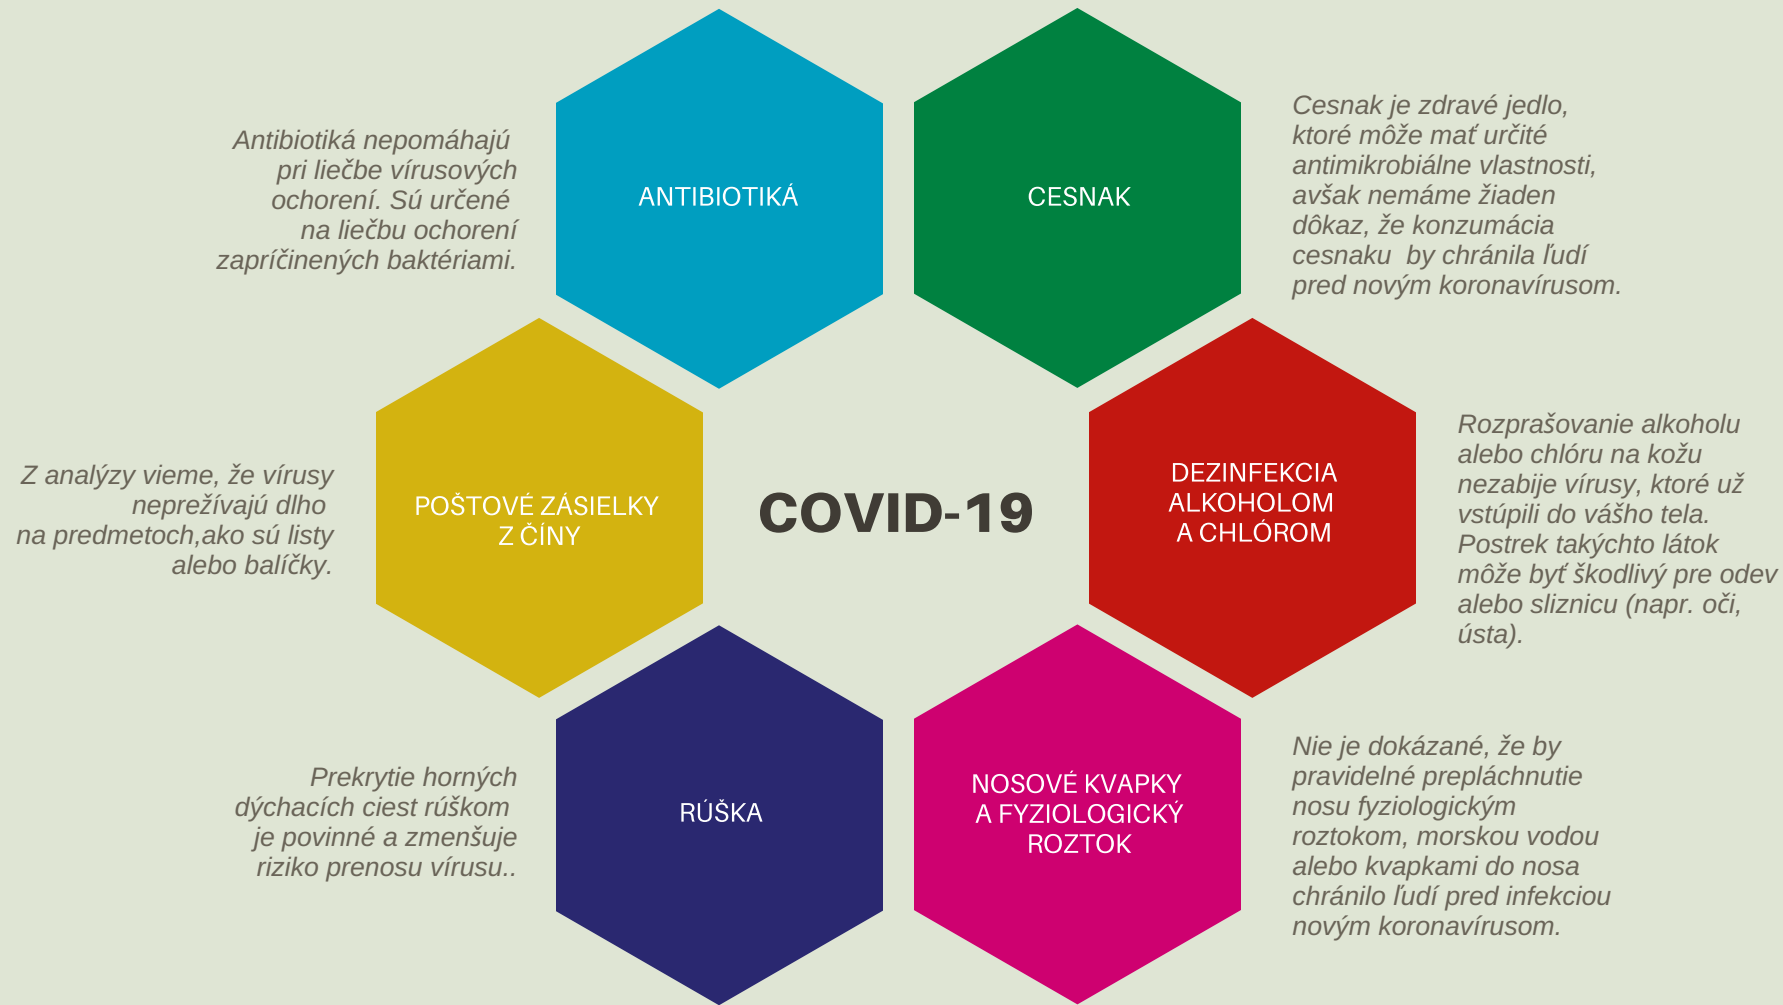 Antibiotiká nepomáhajú
pri liečbe vírusových
ochorení. Sú určené
na liečbu ochorení
zapríčinených baktériami.
ANTIBIOTIKÁ
CESNAK
Cesnak je zdravé jedlo,
ktoré môže mať určité
antimikrobiálne vlastnosti,
avšak nemáme žiaden
dôkaz, že konzumácia
cesnaku by chránila ľudí
pred novým koronavírusom.
Z analýzy vieme, že vírusy
neprežívajú dlho
na predmetoch,ako sú listy
alebo balíčky.
POŠTOVÉ ZÁSIELKY
Z ČÍNY
COVID-19
DEZINFEKCIA
ALKOHOLOM
A CHLÓROM
Rozprašovanie alkoholu
alebo chlóru na kožu
nezabije vírusy, ktoré už
vstúpili do vášho tela.
Postrek takýchto látok
môže byť škodlivý pre odev
alebo sliznicu (napr. oči,
ústa).
Prekrytie horných
dýchacích ciest rúškom
je povinné a zmenšuje
riziko prenosu vírusu..
RÚŠKA
NOSOVÉ KVAPKY
A FYZIOLOGICKÝ
ROZTOK
Nie je dokázané, že by
pravidelné prepláchnutie
nosu fyziologickým
roztokom, morskou vodou
alebo kvapkami do nosa
chránilo ľudí pred infekciou
novým koronavírusom.